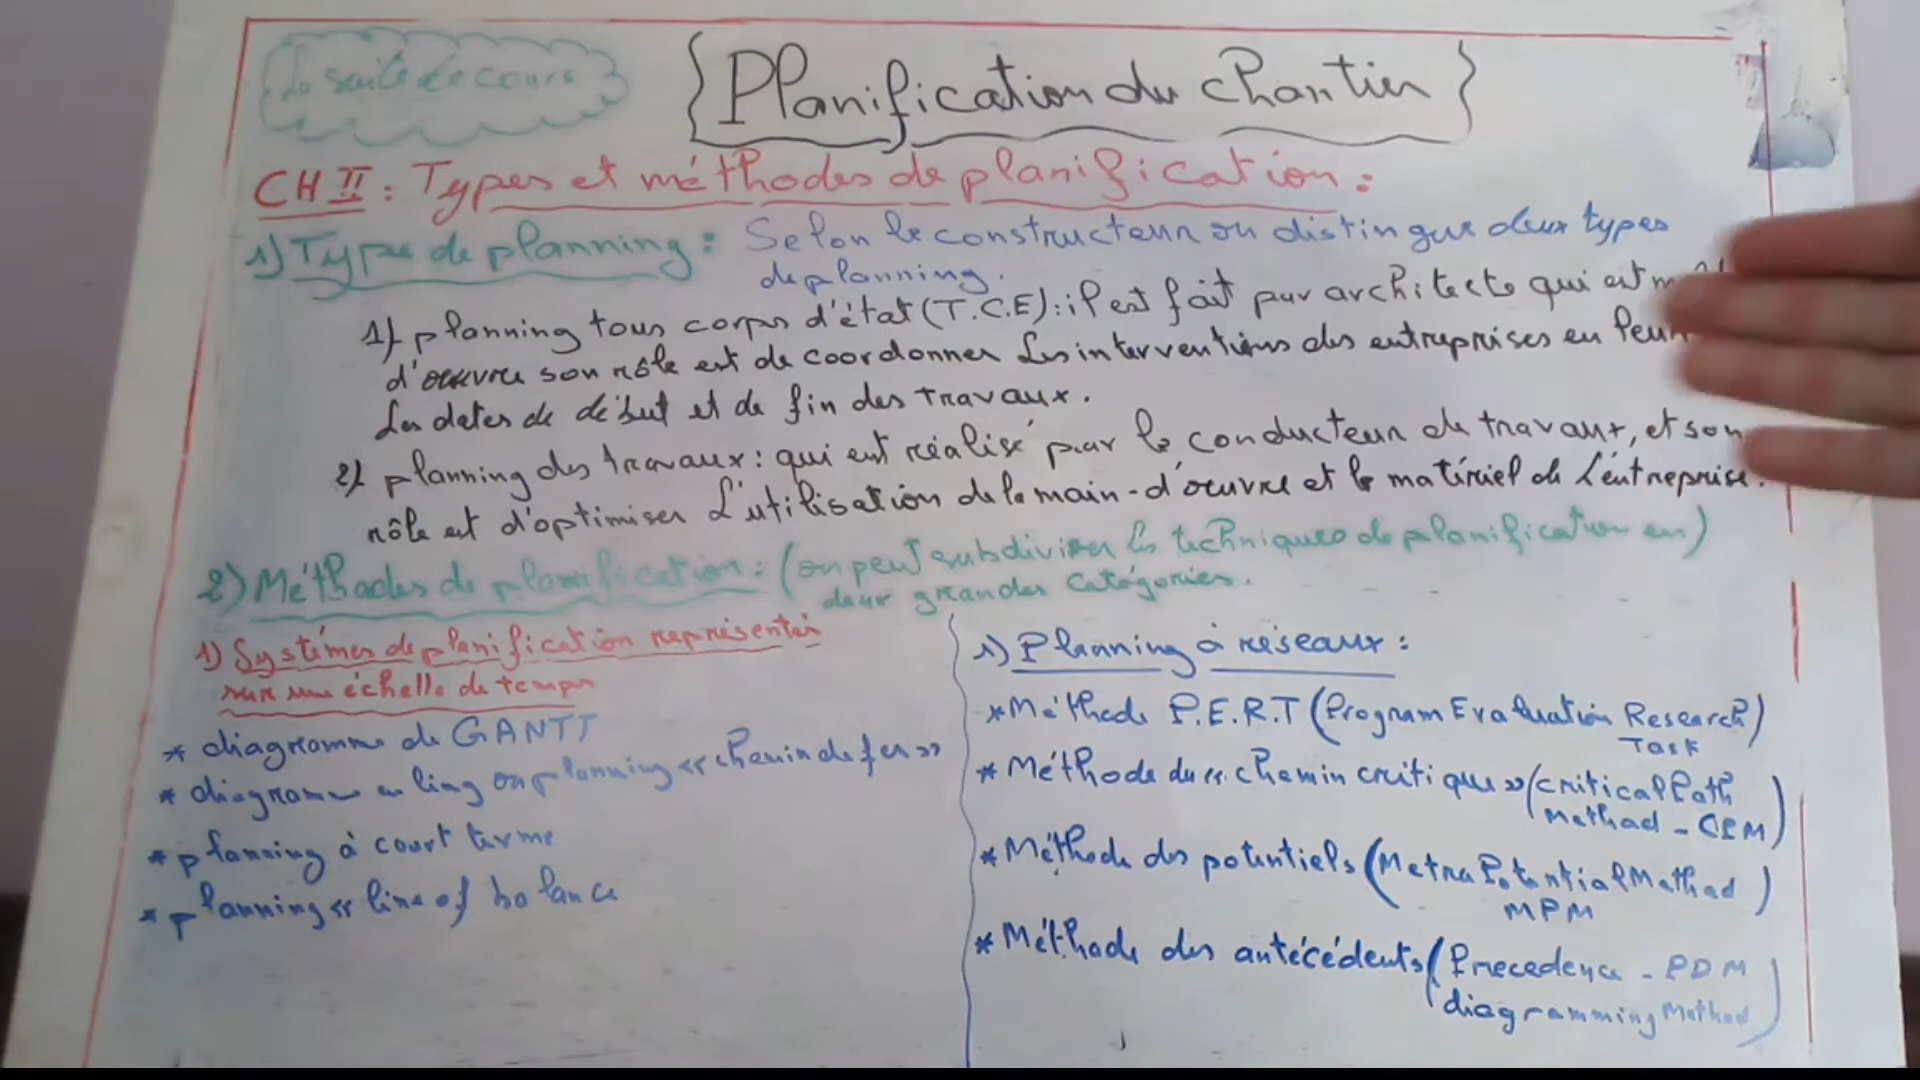 La suite de cours
{Planification du chantier}
CH II : Types et méthodes de planification :
1) Types de planning : Selon le constructeur on distingue deux types
de planning.
1) planning tous corps d'état (T.C.E) : il est fait par architecte qui est
d'oeuvre son rôle est de coordonner les interventions des entreprises en
les dates de début et de fin des travaux.
2) planning des travaux : qui est réalisé par le conducteur de travaux, et son
rôle est d'optimiser l'utilisation de la main-d'oeuvre et le matériel de l'entreprise.
2) Méthodes de planification : (on peut subdiviser les techniques de planification en)
deux grandes catégories.
1) Systémes de planification représenter
sur une échelle de temps
* diagramme de GANTT
* diagramme en ling on planning « chemin de fer »
* planning à court terme
* planning « line of balance
1) Planning à réseaux :
* Méthode P.E.R.T (Program Evaluation Research)
Task
* Méthode du « chemin critique » (Critical Path
Method - CPM)
* Méthode des potentiels (Metra Potential Method)
MPM
* Méthode des antécédents (Precedence - PDM
diagramming Method)